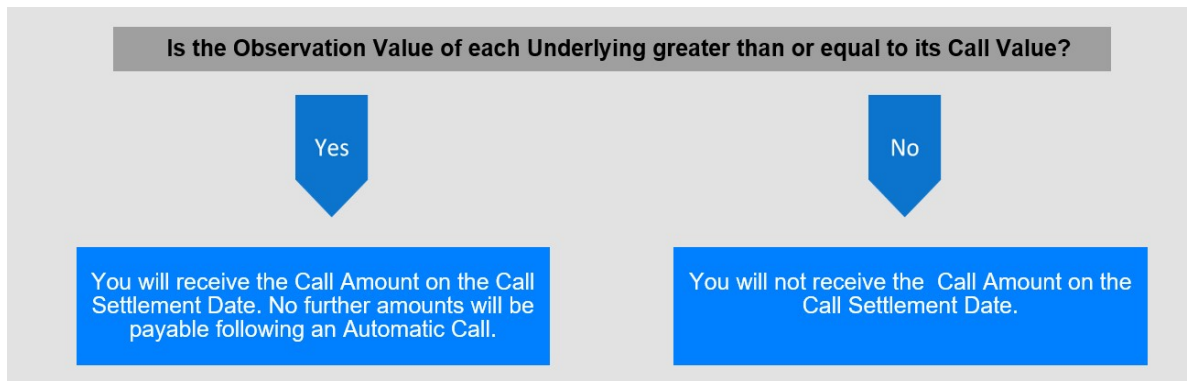 Is the Observation Value of each Underlying greater than or equal to its Call Value?
Yes
No
You will receive the Call Amount on the Call
Settlement Date. No further amounts will be
payable following an Automatic Call.
You will not receive the  Call Amount on the
Call Settlement Date.